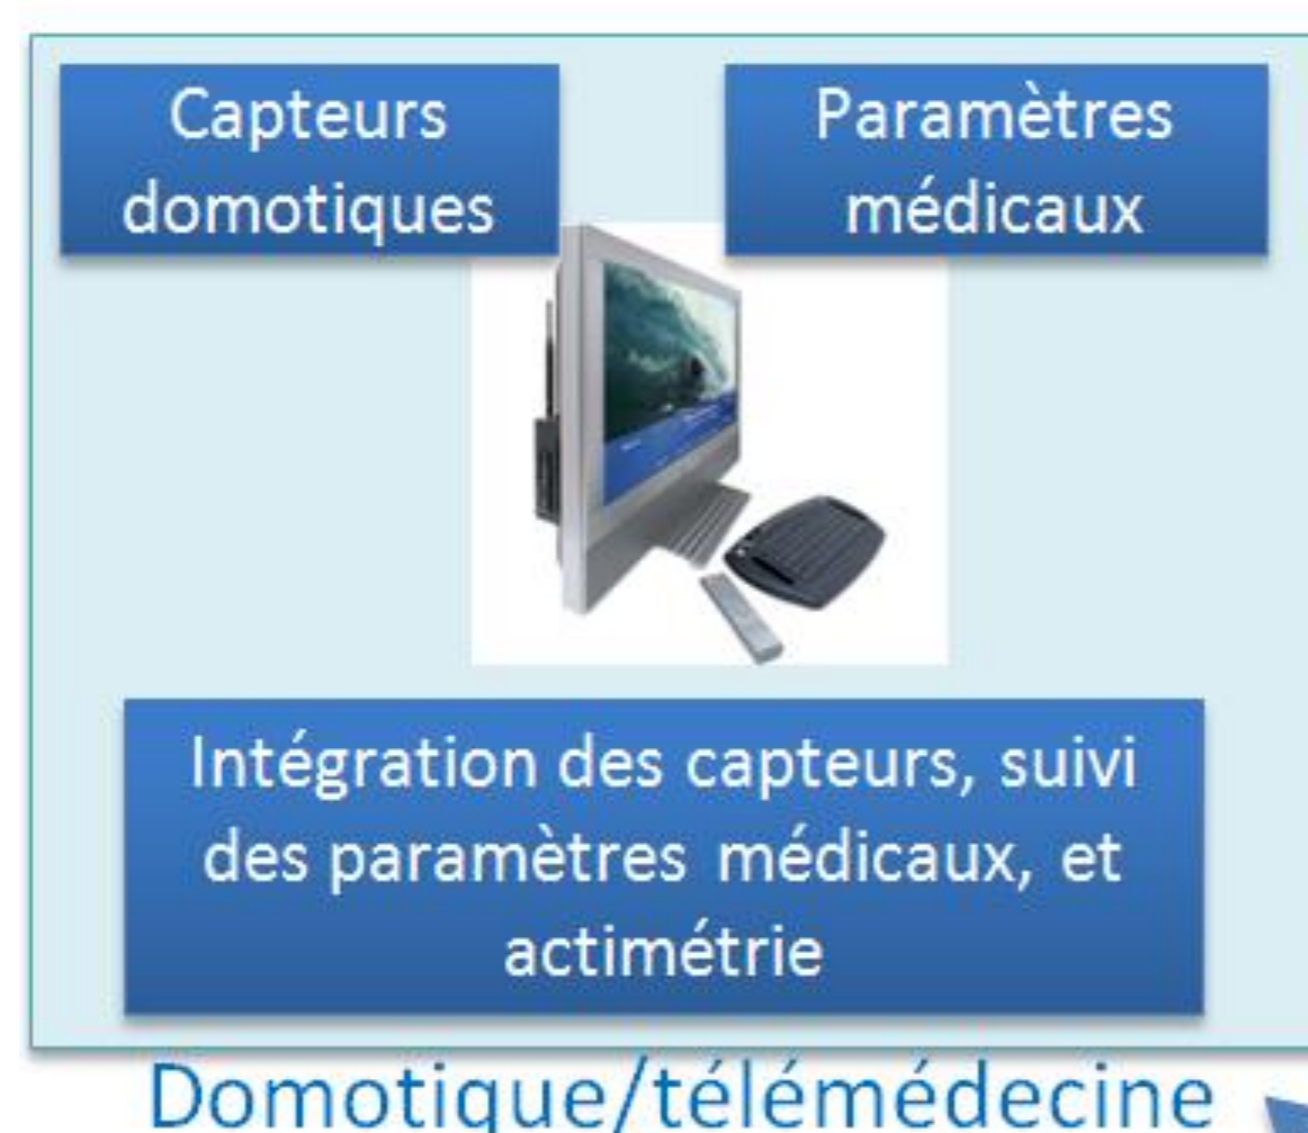 Capteurs
domotiques
Paramètres
médicaux
Intégration des capteurs, suivi
des paramètres médicaux, et
actimétrie
Domotique/télémédecine